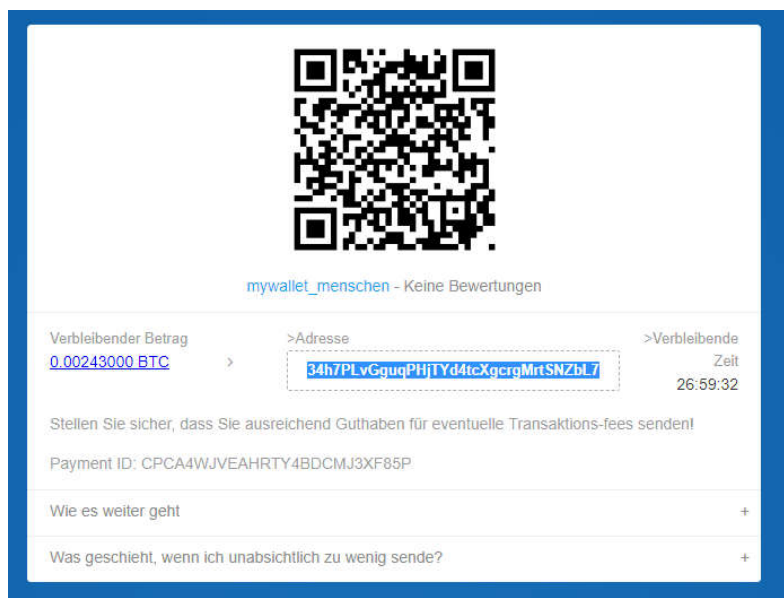 mywallet_menschen - Keine Bewertungen
Verbleibender Betrag
0.00243000 BTC >
>Adresse
34h7PLvGguqPHjTYd4tcXgcrgMrtSNZbL7
>Verbleibende
Zeit
26:59:32
Stellen Sie sicher, dass Sie ausreichend Guthaben für eventuelle Transaktions-fees senden!
Payment ID: CPCA4WJVEAHRTY4BDCMJ3XF85P
Wie es weiter geht +
Was geschieht, wenn ich unabsichtlich zu wenig sende? +